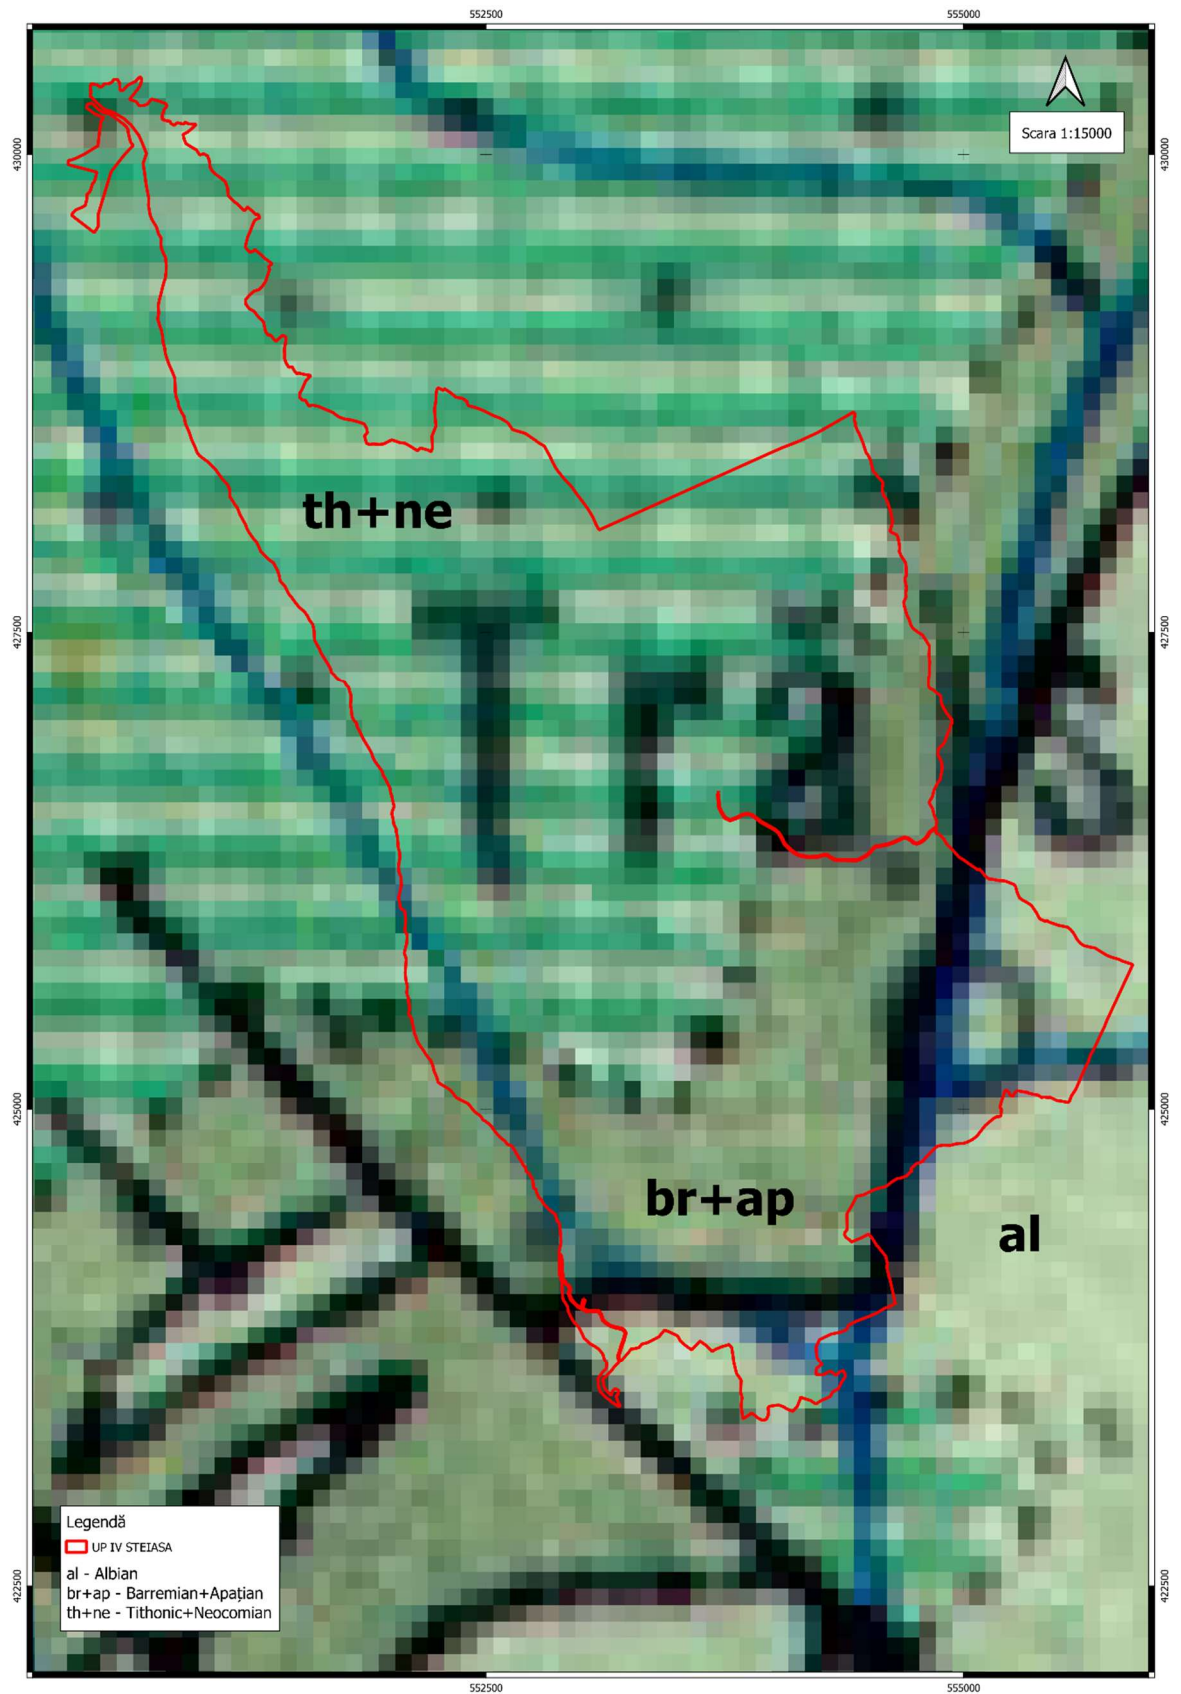 552500
555000
Scara 1:15000
430000
430000
th+ne
427500
427500
425000
425000
br+ap
al
Legendă
UP IV STEIASA
al - Albian
br+ap - Barremian+Apațian
th+ne - Tithonic+Neocomian
422500
422500
552500
555000